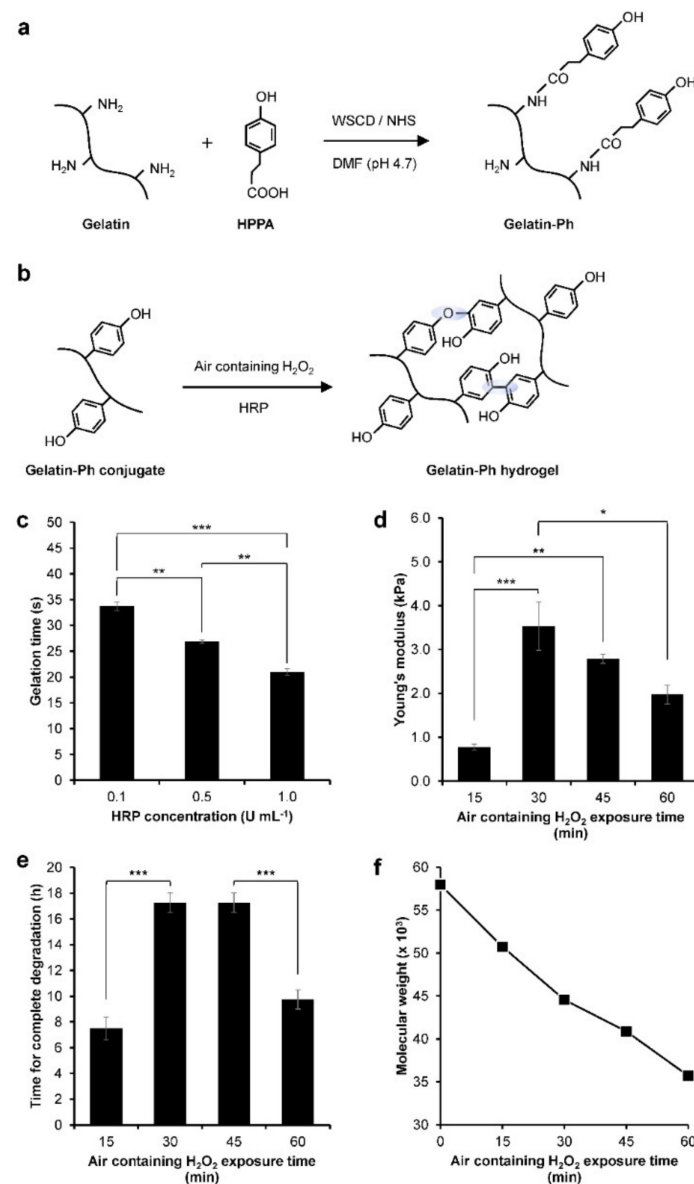 a
OH
CO
NH
NH₂
H₂N
NH₂
Gelatin
+
OH
COOH
HPPA
WSCD / NHS
DMF (pH 4.7)
OH
CO
H₂N
NH
Gelatin-Ph
b
OH
HO
Gelatin-Ph conjugate
Air containing H₂O₂
HRP
OH
O
HO
OH
HO
HO
Gelatin-Ph hydrogel
c
Gelation time (s)
50
45
40
35
30
25
20
15
10
5
0
***
**
**
0.1 0.5 1.0
HRP concentration (U mL⁻¹)
d
Young's modulus (kPa)
6.0
5.0
4.0
3.0
2.0
1.0
0.0
*
**
***
15 30 45 60
Air containing H₂O₂ exposure time
(min)
e
Time for complete degradation (h)
20
18
16
14
12
10
8
6
4
2
0
***
***
15 30 45 60
Air containing H₂O₂ exposure time
(min)
f
Molecular weight (x 10³)
60
55
50
45
40
35
30
0 15 30 45 60
Air containing H₂O₂ exposure time
(min)